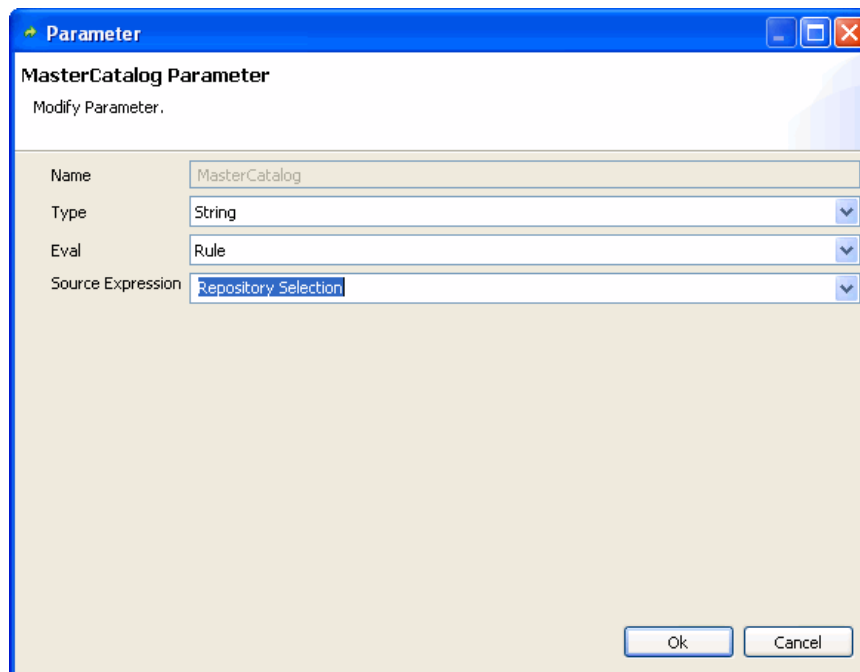 Parameter
MasterCatalog Parameter
Modify Parameter.
Name MasterCatalog
Type String
Eval Rule
Source Expression Repository Selection
Ok Cancel